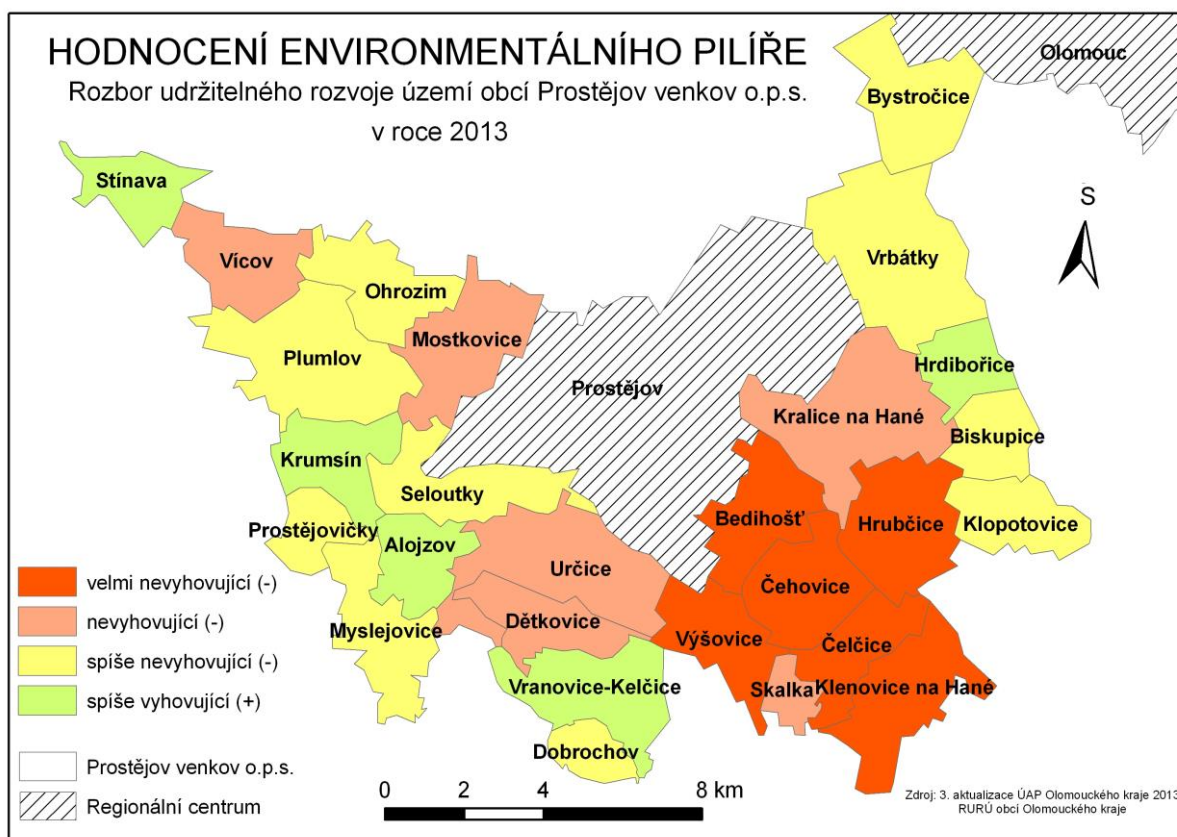 HODNOCENÍ ENVIRONMENTÁLNÍHO PILÍŘE
Rozbor udržitelného rozvoje území obcí Prostějov venkov o.p.s.
v roce 2013
Olomouc
Bystročice
Stínava
S
Vícov
Vrbátky
Ohrozim
Mostkovice
Plumlov
Hrdibořice
Prostějov
Kralice na Hané
Biskupice
Krumsín
Seloutky
Bedihošť
Hrubčice
Klopotovice
Prostějovičky
Alojzov
Určice
Čehovice
Dětkovice
Myslejovice
Výšovice
Čelčice
Vranovice-Kelčice
Skalka
Klenovice na Hané
Dobrochov
velmi nevyhovující (-)
nevyhovující (-)
spíše nevyhovující (-)
spíše vyhovující (+)
Prostějov venkov o.p.s.
Regionální centrum
0 2 4 8 km
Zdroj: 3. aktualizace ÚAP Olomouckého kraje 2013
RURÚ obcí Olomouckého kraje